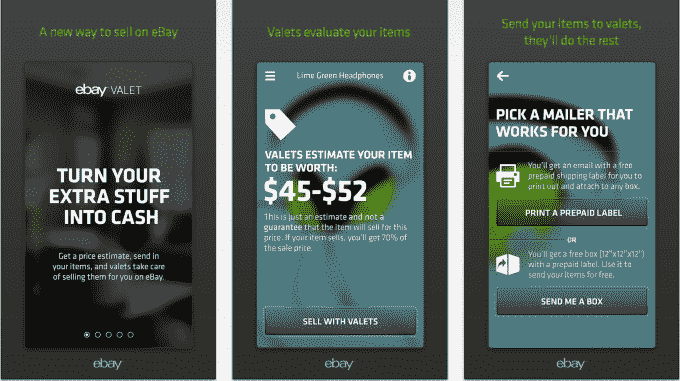 A new way to sell on eBay
ebay VALET
TURN YOUR
EXTRA STUFF
INTO CASH
Get a price estimate, send in
your items, and valets take care
of selling them for you on eBay.
ebay
Valets evaluate your items
Lime Green Headphones
VALETS ESTIMATE YOUR ITEM
TO BE WORTH:
$45-$52
This is just an estimate and not a
guarantee that the item will sell for this
price. If your item sells, you'll get 70% of
the sale price.
SELL WITH VALETS
ebay
Send your items to valets,
they'll do the rest
PICK A MAILER THAT
WORKS FOR YOU
You'll get an email with a free
prepaid shipping label for you to
print out and attach to any box.
PRINT A PREPAID LABEL
OR
You'll get a free box (12"x12"x12")
with a prepaid label. Use it to
send your items for free.
SEND ME A BOX
ebay